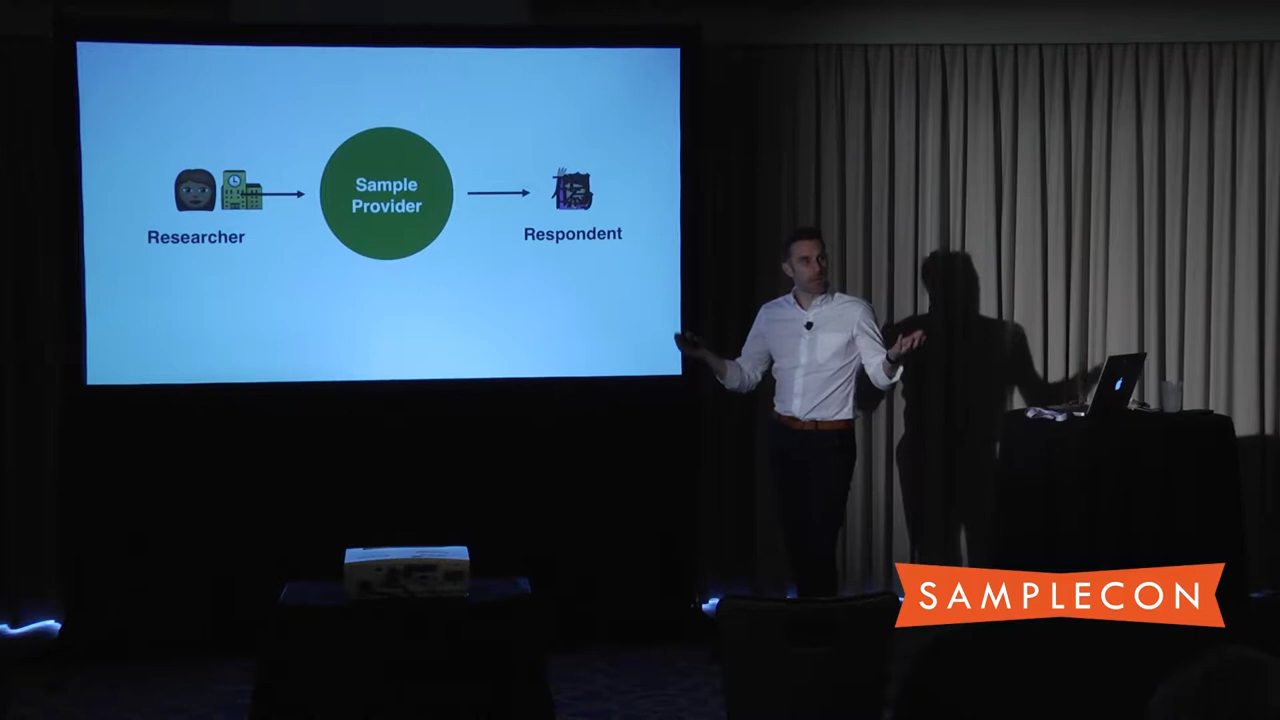 Sample
Provider
Researcher
Respondent
SAMPLECON